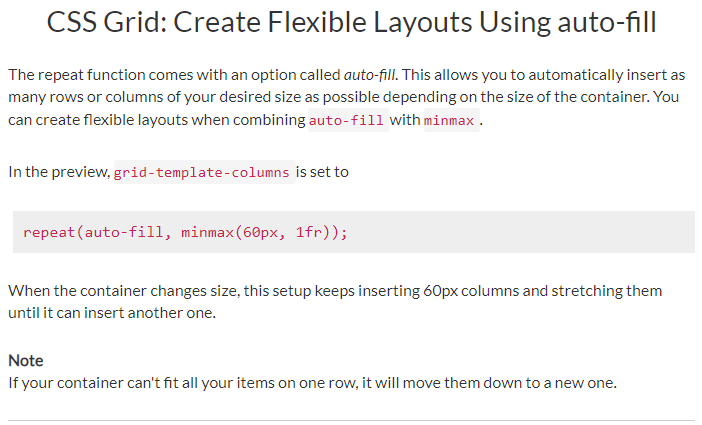 CSS Grid: Create Flexible Layouts Using auto-fill
The repeat function comes with an option called auto-fill. This allows you to automatically insert as
many rows or columns of your desired size as possible depending on the size of the container. You
can create flexible layouts when combining auto-fill with minmax .
In the preview, grid-template-columns is set to
repeat(auto-fill, minmax(60px, 1fr));
When the container changes size, this setup keeps inserting 60px columns and stretching them
until it can insert another one.
Note
If your container can't fit all your items on one row, it will move them down to a new one.